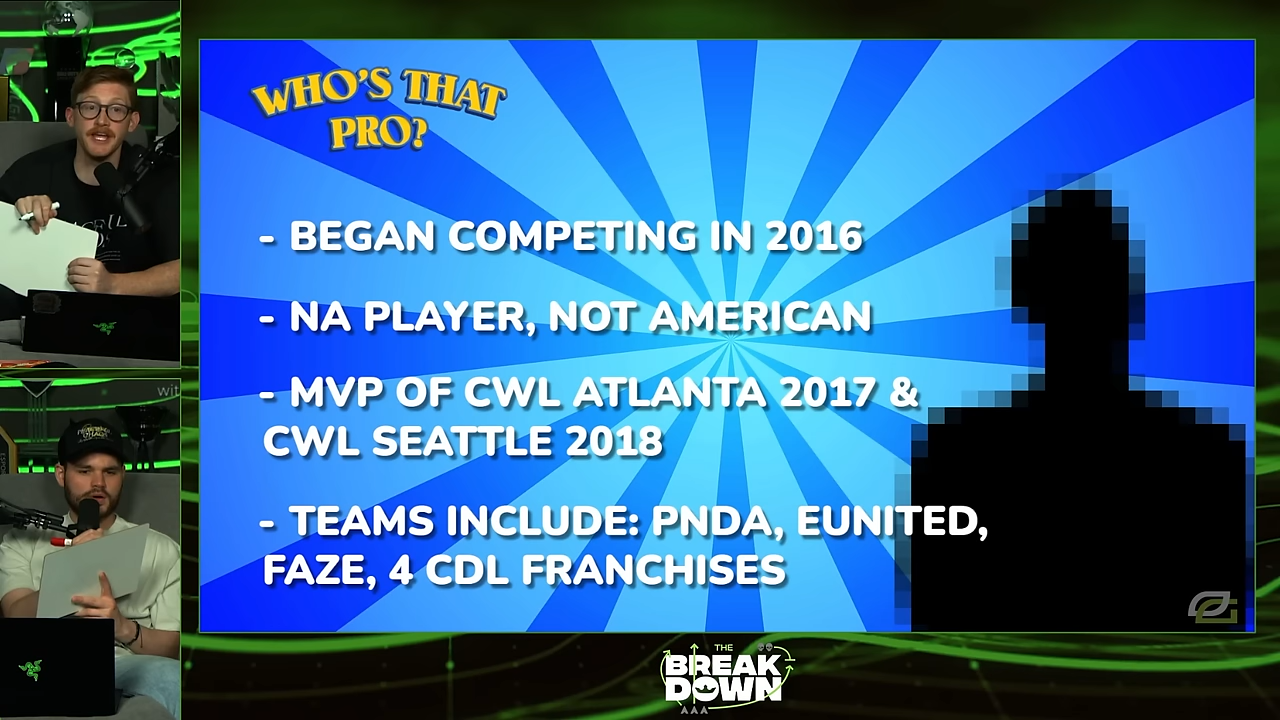 WHO'S THAT
PRO?
- BEGAN COMPETING IN 2016
- NA PLAYER, NOT AMERICAN
- MVP OF CWL ATLANTA 2017 &
CWL SEATTLE 2018
- TEAMS INCLUDE: PNDA, EUNITED,
FAZE, 4 CDL FRANCHISES
wit
THE
BREAK
DOWN